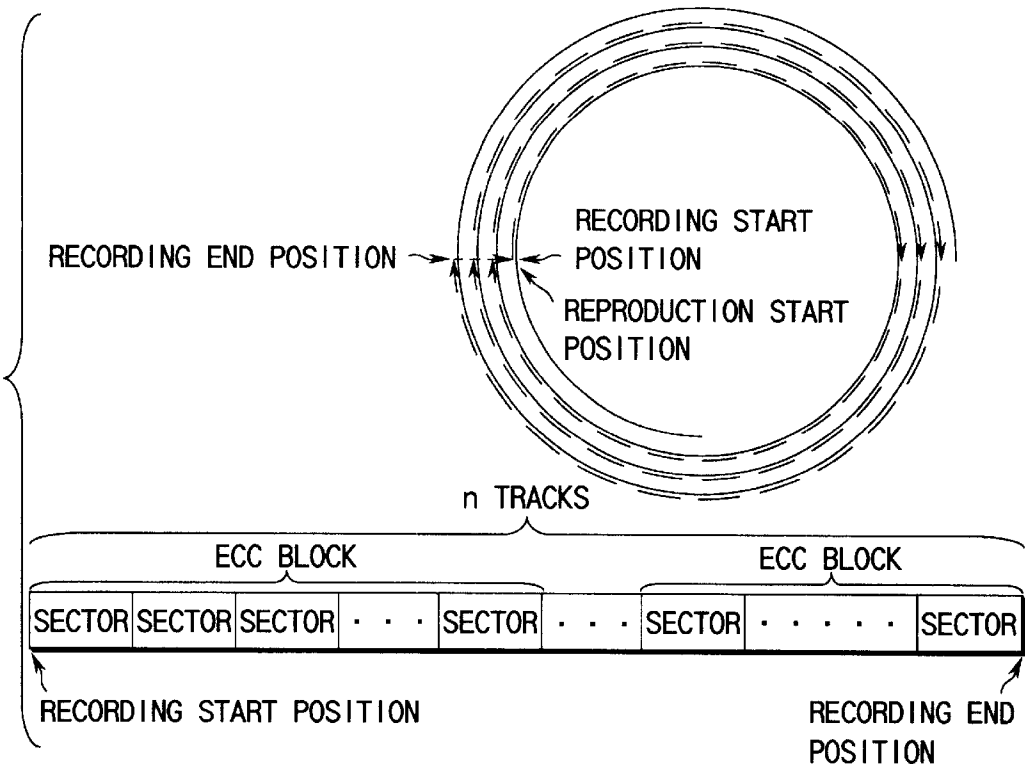 RECORDING END POSITION
RECORDING START
POSITION
REPRODUCTION START
POSITION
n TRACKS
ECC BLOCK
ECC BLOCK
SECTOR SECTOR SECTOR · · · SECTOR · · · SECTOR · · · · · SECTOR
RECORDING START POSITION
RECORDING END
POSITION